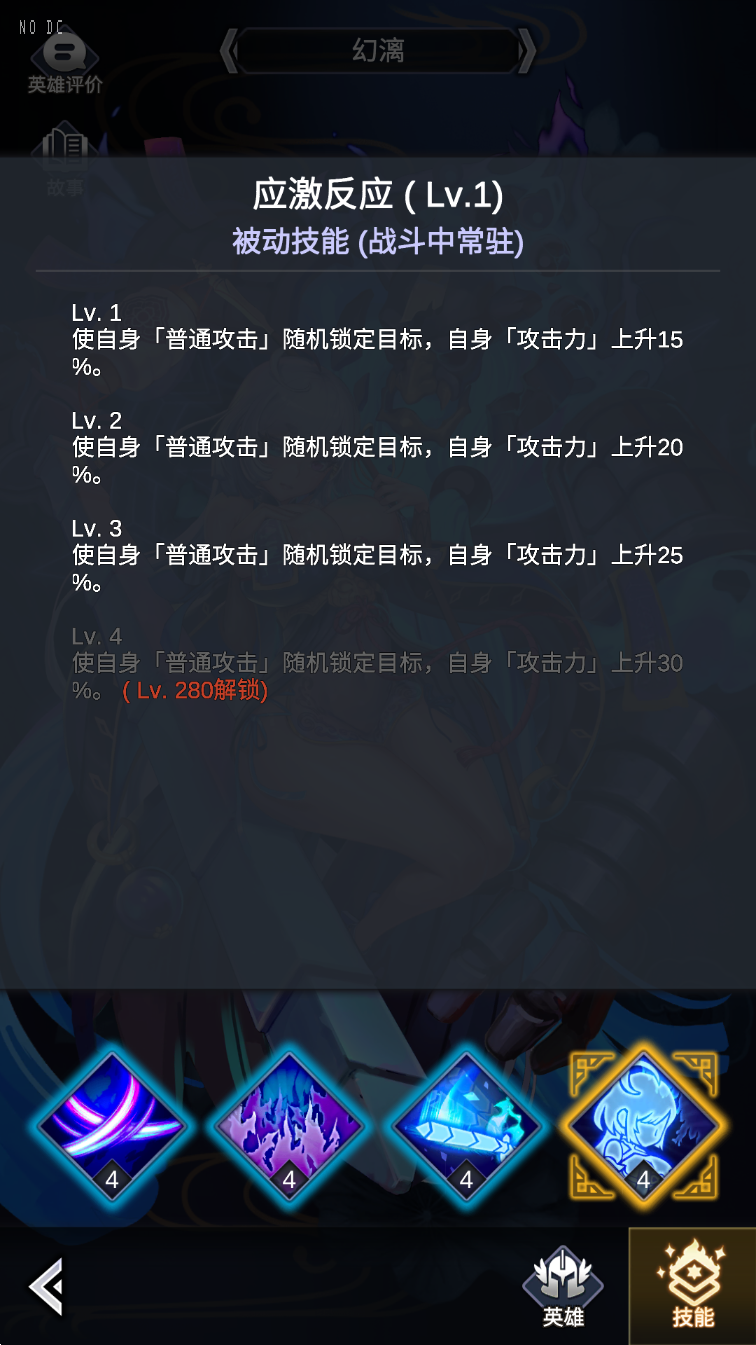 NO DC
幻漓
英雄评价
故事
应激反应 ( Lv.1)
被动技能 (战斗中常驻)
Lv. 1
使自身「普通攻击」随机锁定目标，自身「攻击力」上升15
%。
Lv. 2
使自身「普通攻击」随机锁定目标，自身「攻击力」上升20
%。
Lv. 3
使自身「普通攻击」随机锁定目标，自身「攻击力」上升25
%。
Lv. 4
使自身「普通攻击」随机锁定目标，自身「攻击力」上升30
%。 ( Lv. 280解锁)
4
4
4
4
英雄
技能